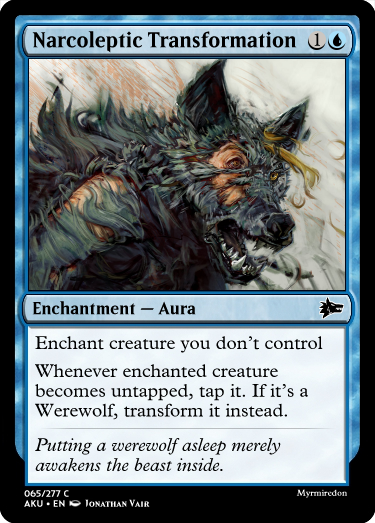 Narcoleptic Transformation 1
Enchantment — Aura
Enchant creature you don't control
Whenever enchanted creature
becomes untapped, tap it. If it's a
Werewolf, transform it instead.
Putting a werewolf asleep merely
awakens the beast inside.
065/277 C
Myrmiredon
AKU • EN Jonathan Vair